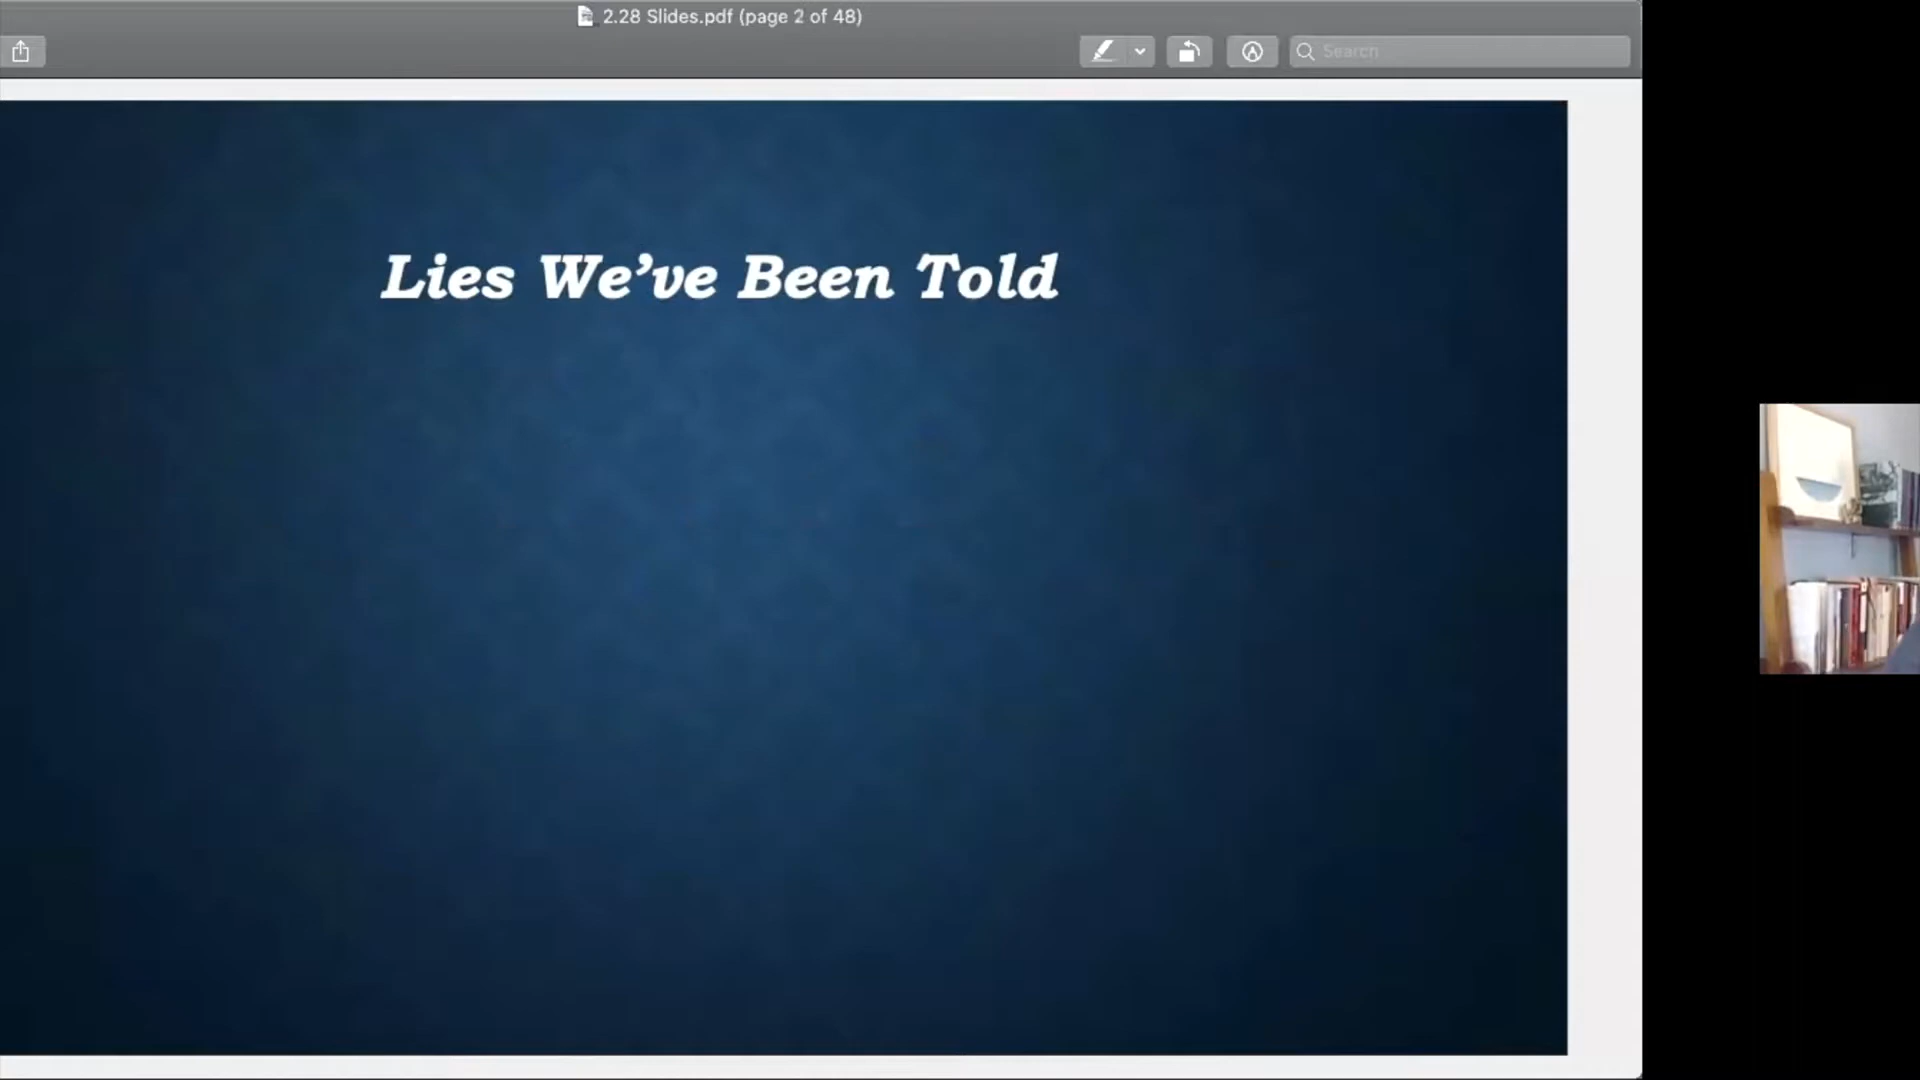 2.28 Slides.pdf (page 2 of 48)
Search
Lies We’ve Been Told